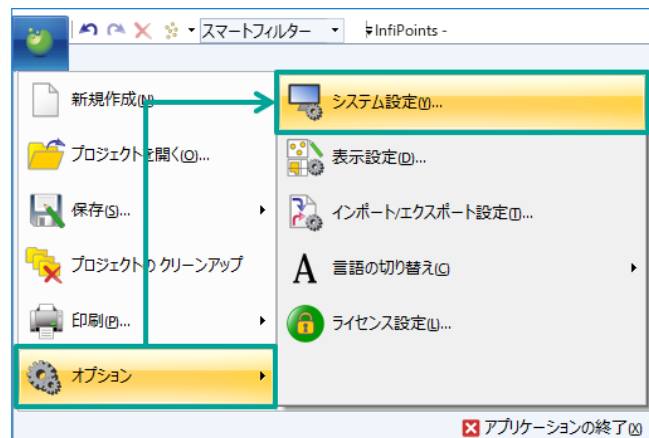 スマートフィルター InfiPoints -
新規作成(N)
プロジェクトを開く(O)...
保存(S)...
プロジェクトの クリーンアップ
印刷(P)...
オプション
システム設定(Y)...
表示設定(D)...
インポート/エクスポート設定(I)...
言語の切り替え(C)
ライセンス設定(L)...
アプリケーションの終了(X)